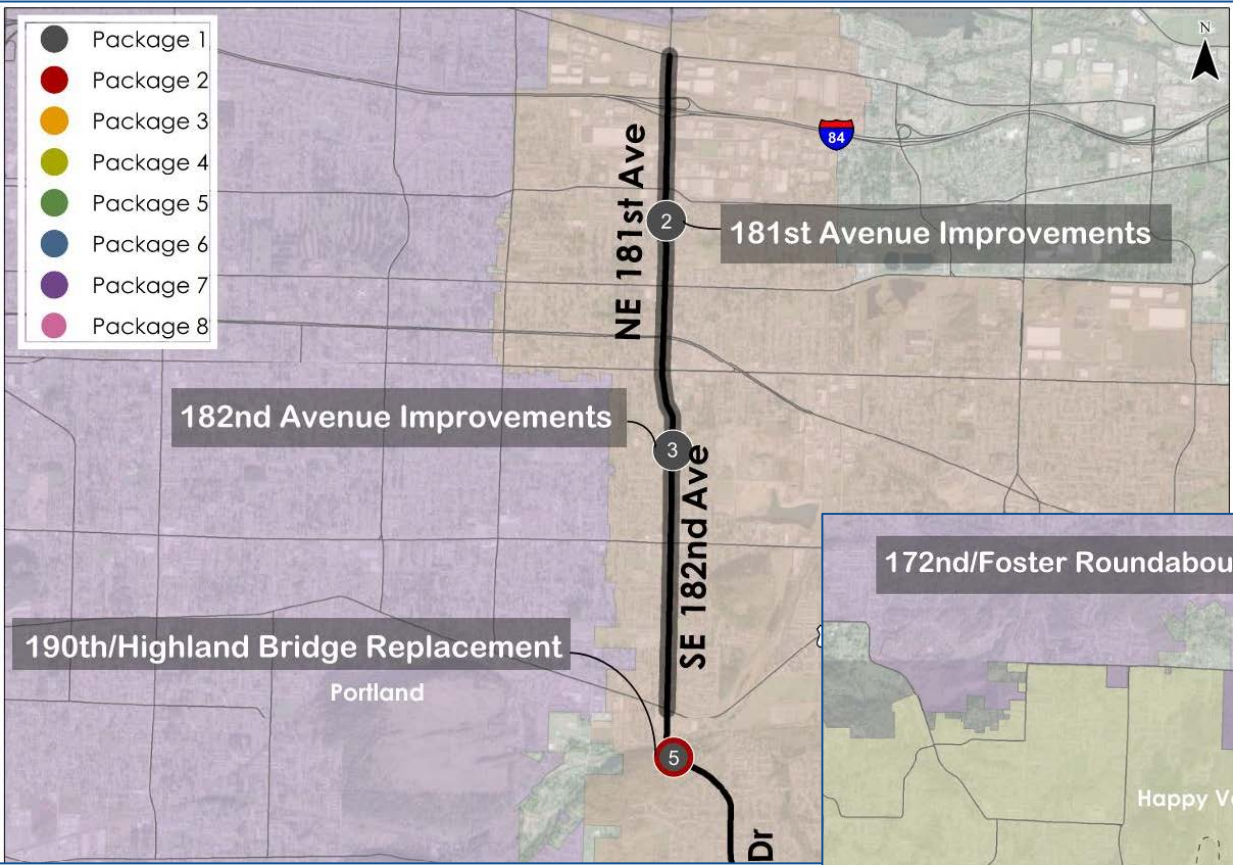 Package 1
Package 2
Package 3
Package 4
Package 5
Package 6
Package 7
Package 8
N
84
NE 181st Ave
2
181st Avenue Improvements
182nd Avenue Improvements
3
SE 182nd Ave
172nd/Foster Roundabou
190th/Highland Bridge Replacement
Portland
5
Happy V
Dr